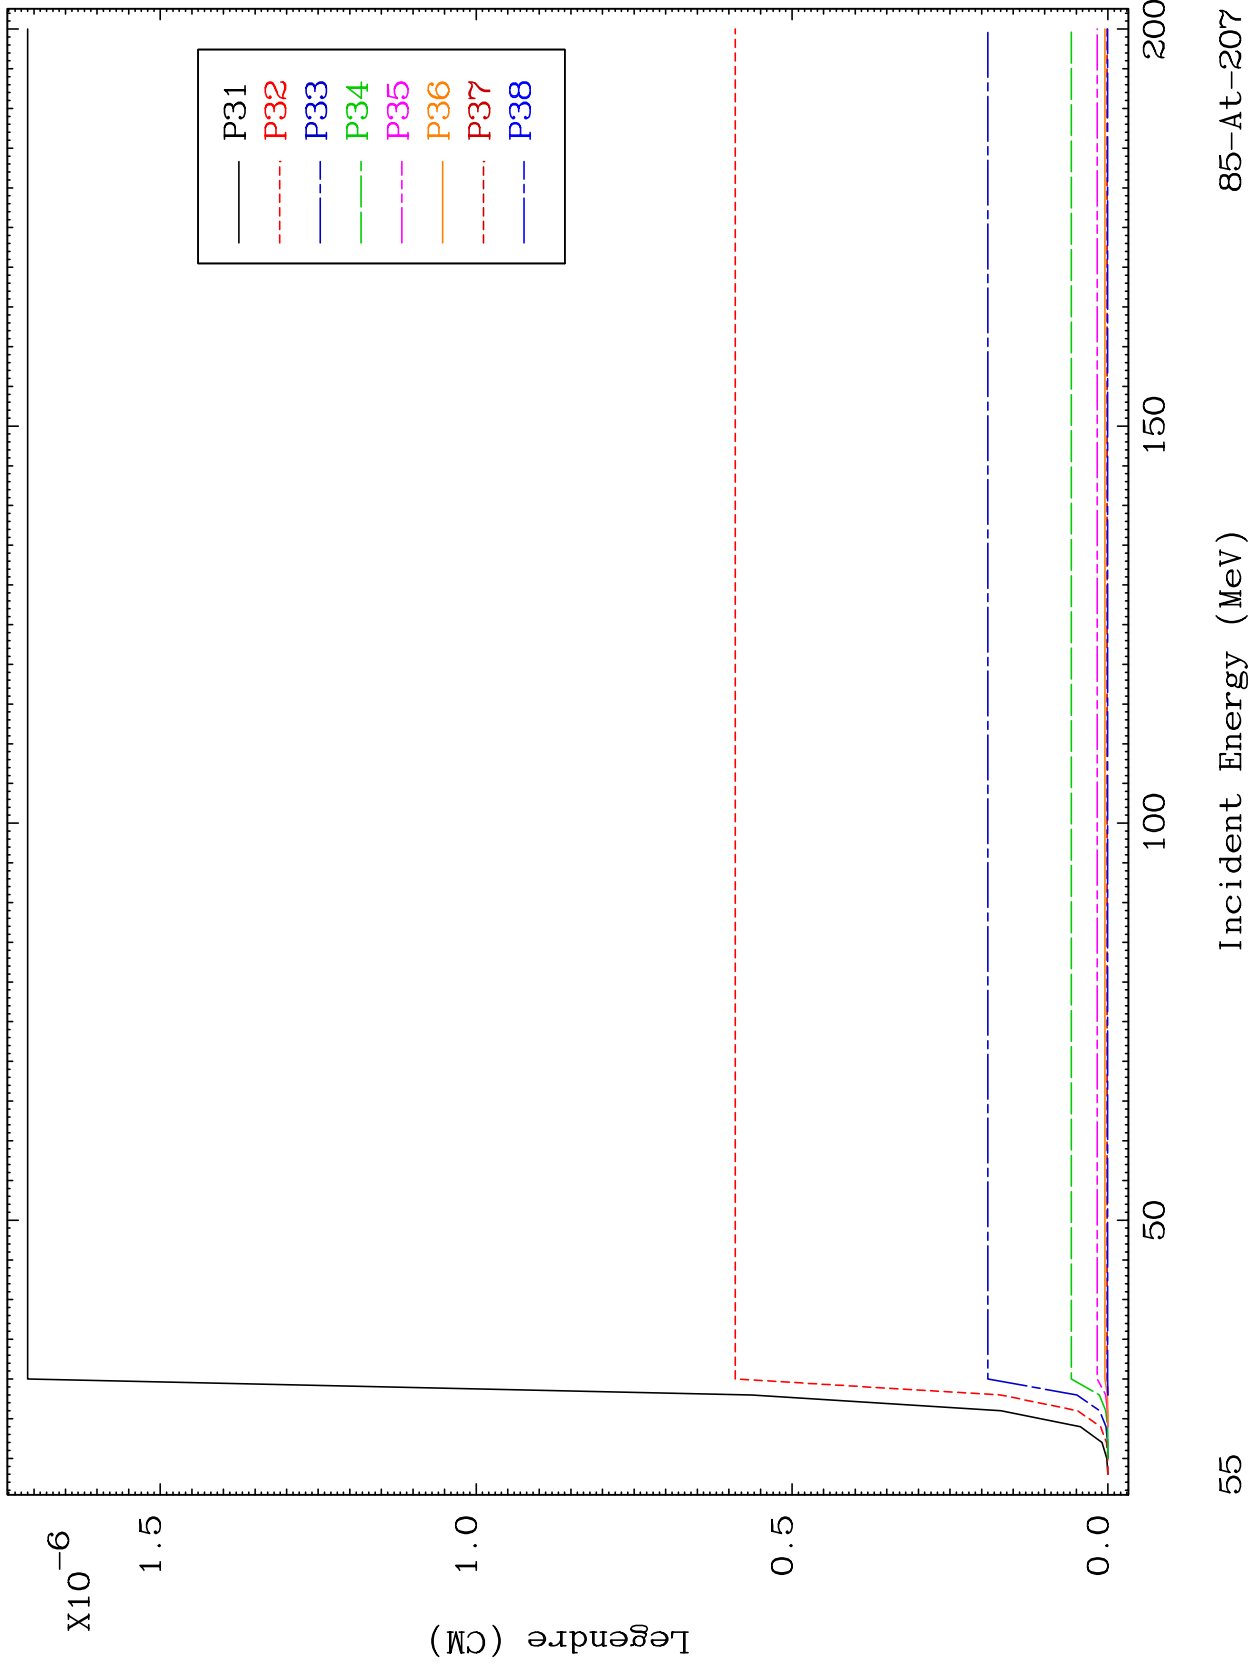 X10-6
1.5
1.0
0.5
0.0
Legendre (CM)
P31
P32
P33
P34
P35
P36
P37
P38
50
100
150
200
Incident Energy (MeV)
55
85-At-207